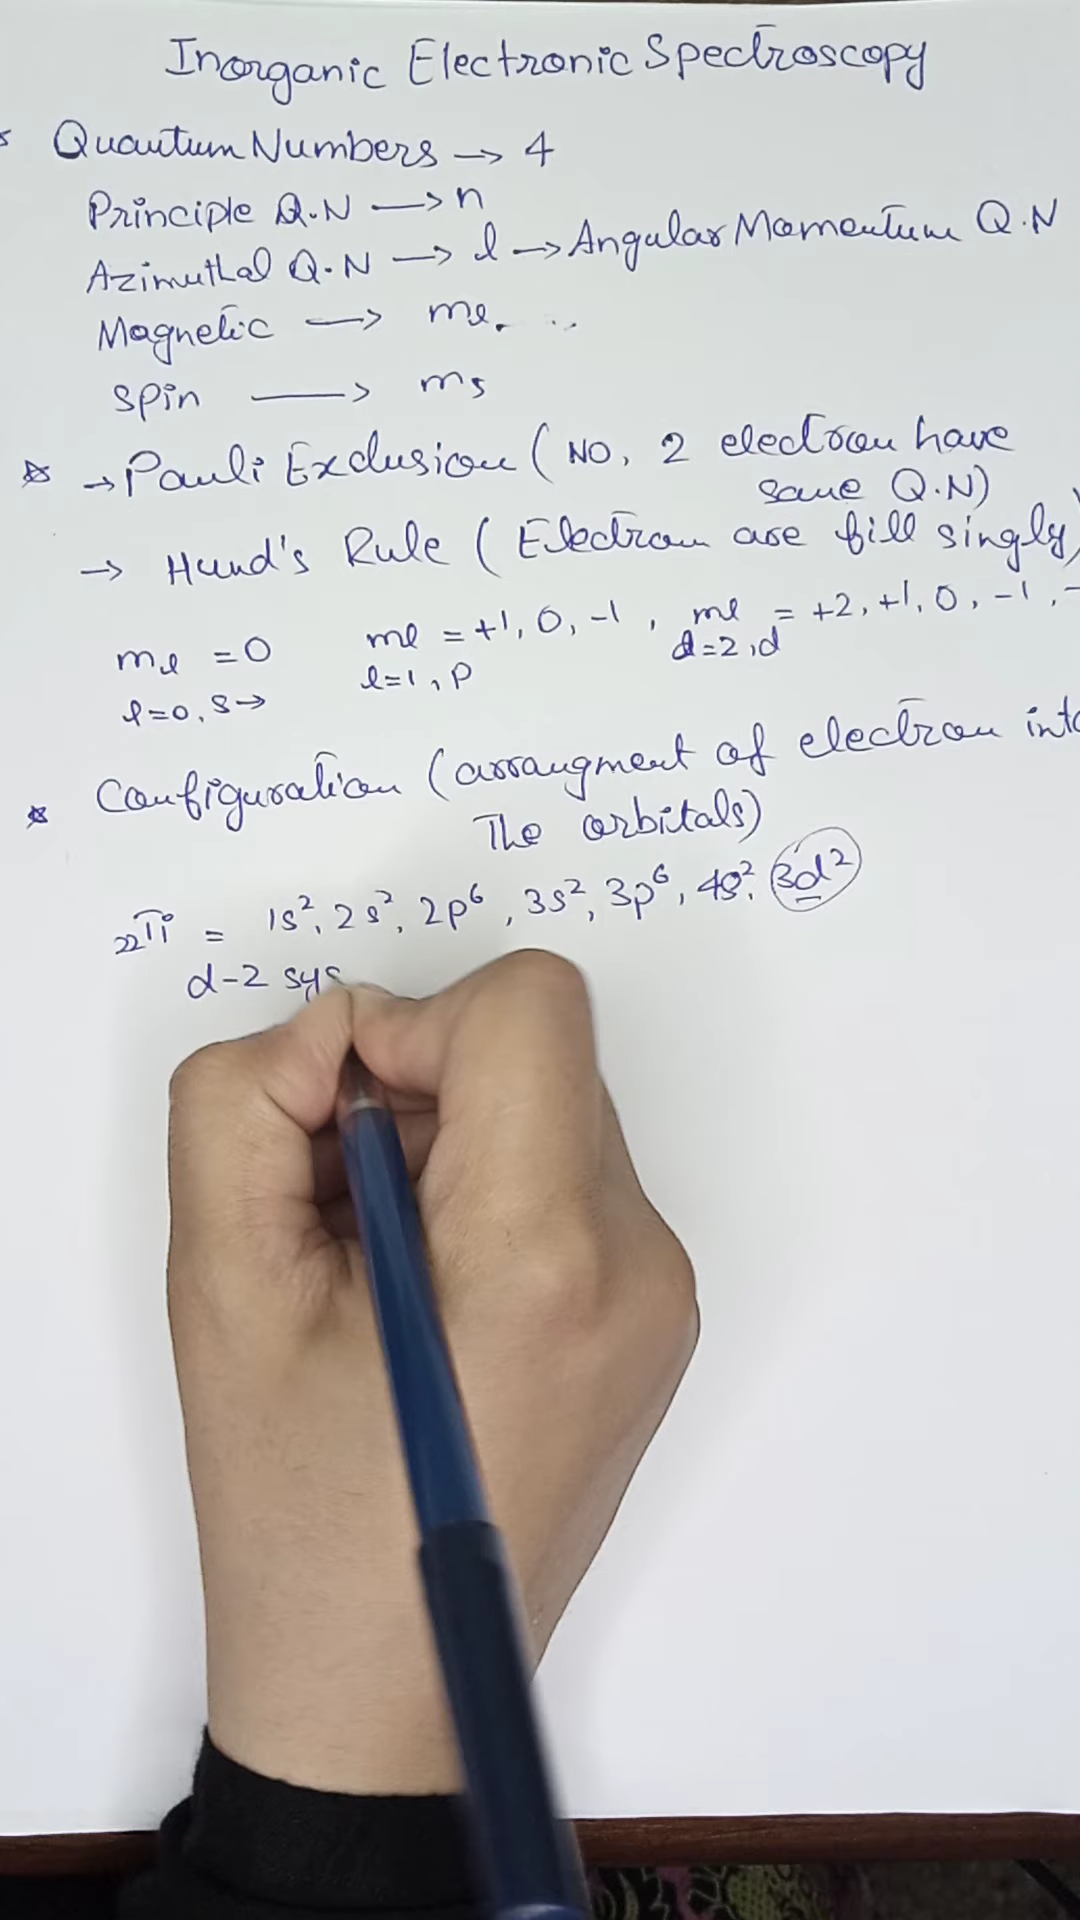 Inorganic Electronic Spectroscopy
Quantum Numbers → 4
Principle Q.N → n
Azimuthal Q.N → l → Angular Momentum Q.N
Magnetic → ml
Spin → ms
→ Pauli Exclusion (NO, 2 electron have
same Q.N)
→ Hund's Rule (Electron are fill singly)
ml = 0 ml = +1, 0, -1, ml = +2, +1, 0, -1, -
l=0, s→ l=1, p d=2, d
* Configuration (arrangment of electron into
The orbitals)
22Ti = 1s², 2s², 2p⁶, 3s², 3p⁶, 4s², 3d²
d-2 sys